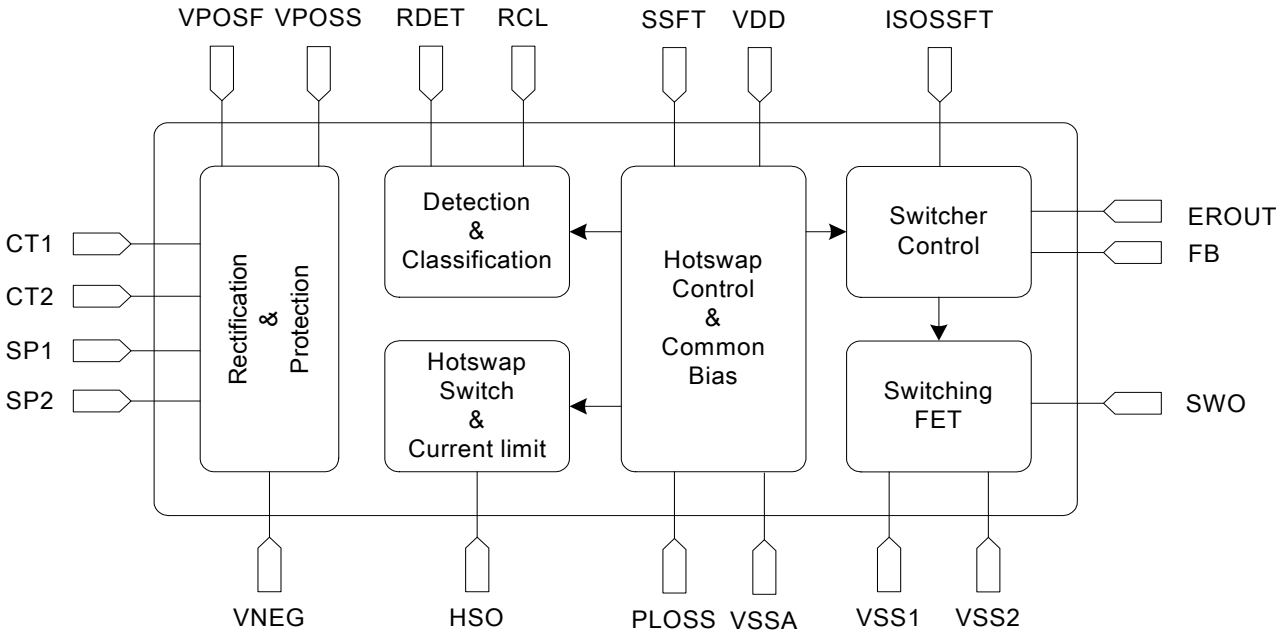 VPOSF
VPOSS
RDET
RCL
SSFT
VDD
ISOSSFT
CT1
CT2
SP1
SP2
Rectification
&
Protection
Detection
&
Classification
Hotswap
Switch
&
Current limit
Hotswap
Control
&
Common
Bias
Switcher
Control
Switching
FET
EROUT
FB
SWO
VNEG
HSO
PLOSS
VSSA
VSS1
VSS2